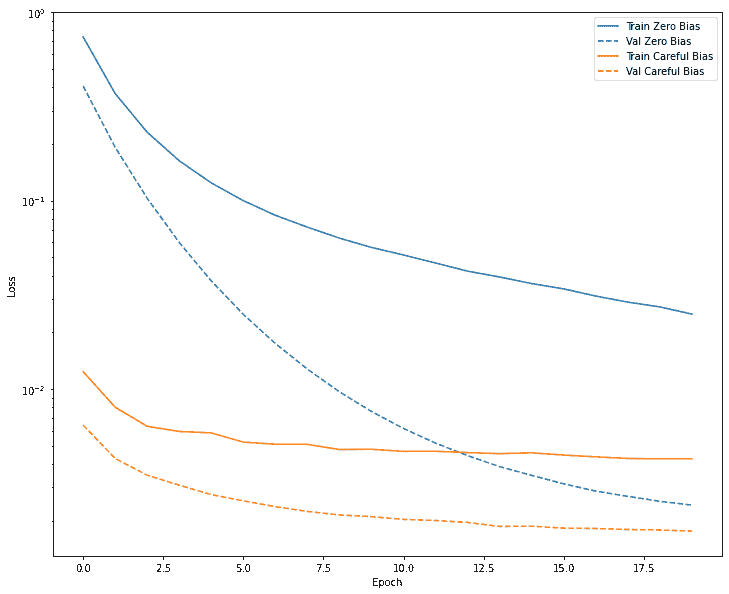 Train Zero Bias
Val Zero Bias
Train Careful Bias
Val Careful Bias
10⁰
10⁻¹
10⁻²
Loss
0.0 2.5 5.0 7.5 10.0 12.5 15.0 17.5
Epoch